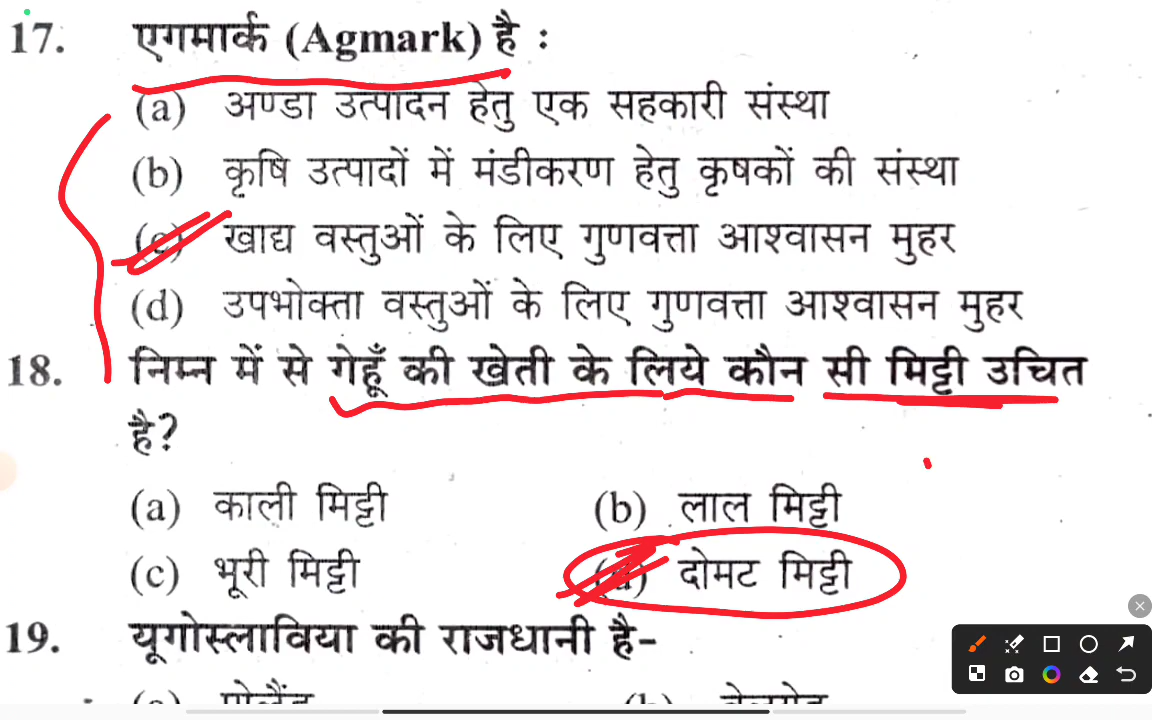 17. एगमार्क (Agmark) है :
(a) अण्डा उत्पादन हेतु एक सहकारी संस्था
(b) कृषि उत्पादों में मंडीकरण हेतु कृषकों की संस्था
(c) खाद्य वस्तुओं के लिए गुणवत्ता आश्वासन मुहर
(d) उपभोक्ता वस्तुओं के लिए गुणवत्ता आश्वासन मुहर
18. निम्न में से गेहूँ की खेती के लिये कौन सी मिट्टी उचित
है?
(a) काली मिट्टी (b) लाल मिट्टी
(c) भूरी मिट्टी (d) दोमट मिट्टी
19. यूगोस्लाविया की राजधानी है-